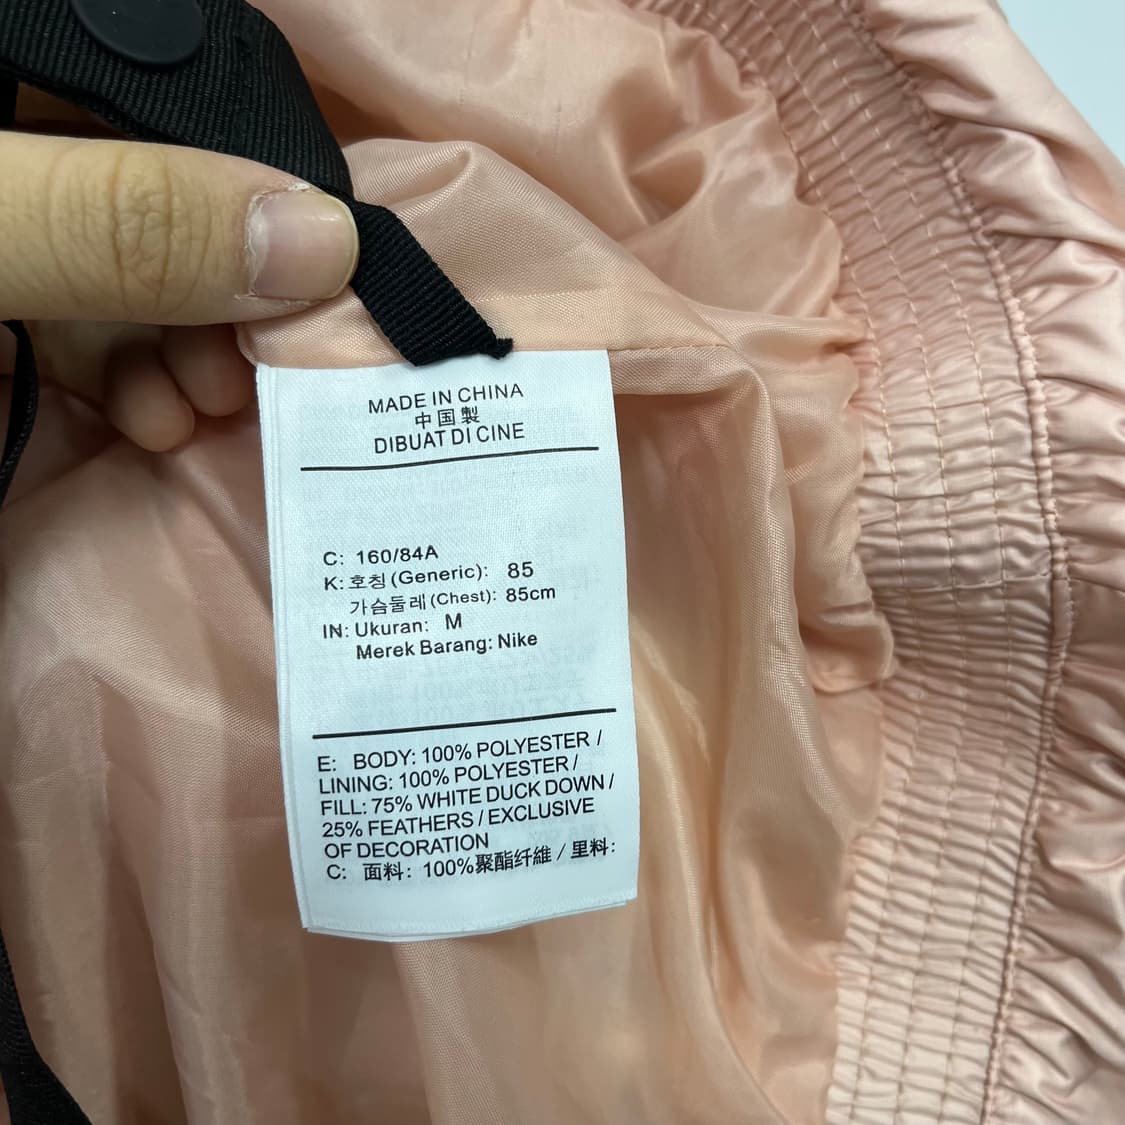 MADE IN CHINA
中国製
DIBUAT DI CINE
C: 160/84A
K: 호칭 (Generic): 85
가슴둘레 (Chest): 85cm
IN: Ukuran: M
Merek Barang: Nike
E: BODY: 100% POLYESTER /
LINING: 100% POLYESTER /
FILL: 75% WHITE DUCK DOWN /
25% FEATHERS / EXCLUSIVE
OF DECORATION
C: 面料: 100%聚酯纤維 / 里料: